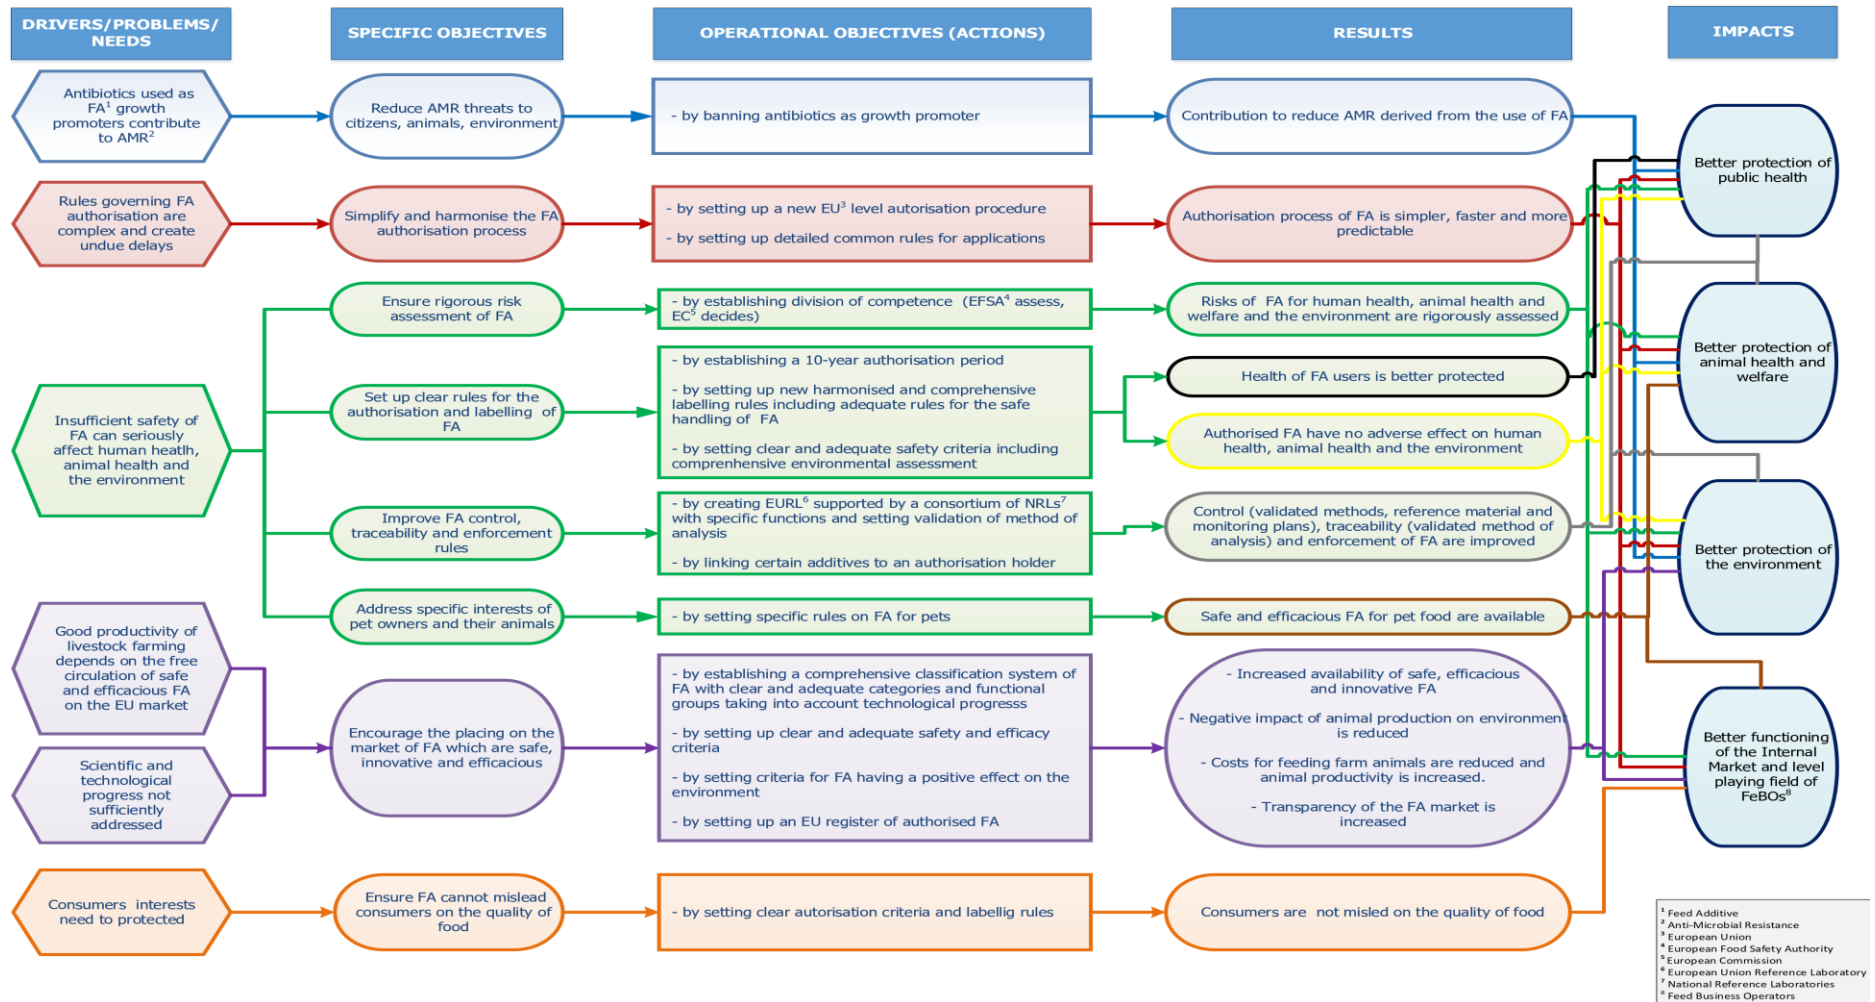 DRIVERS/PROBLEMS/
NEEDS
SPECIFIC OBJECTIVES
OPERATIONAL OBJECTIVES (ACTIONS)
RESULTS
IMPACTS
Antibiotics used as
FA¹ growth
promoters contribute
to AMR²
Reduce AMR threats to
citizens, animals, environment
- by banning antibiotics as growth promoter
Contribution to reduce AMR derived from the use of FA
Rules governing FA
authorisation are
complex and create
undue delays
Simplify and harmonise the FA
authorisation process
- by setting up a new EU³ level autorisation procedure
- by setting up detailed common rules for applications
Authorisation process of FA is simpler, faster and more
predictable
Insufficient safety of
FA can seriously
affect human heatlh,
animal health and
the environment
Ensure rigorous risk
assessment of FA
- by establishing division of competence (EFSA⁴ assess,
EC⁵ decides)
Risks of FA for human health, animal health and
welfare and the environment are rigorously assessed
Set up clear rules for the
authorisation and labelling of
FA
- by establishing a 10-year authorisation period
- by setting up new harmonised and comprehensive
labelling rules including adequate rules for the safe
handling of FA
- by setting clear and adequate safety criteria including
comprenhensive environmental assessment
Health of FA users is better protected
Authorised FA have no adverse effect on human
health, animal health and the environment
Improve FA control,
traceability and enforcement
rules
- by creating EURL⁶ supported by a consortium of NRLs⁷
with specific functions and setting validation of method of
analysis
- by linking certain additives to an authorisation holder
Control (validated methods, reference material and
monitoring plans), traceability (validated method of
analysis) and enforcement of FA are improved
Address specific interests of
pet owners and their animals
- by setting specific rules on FA for pets
Safe and efficacious FA for pet food are available
Good productivity of
livestock farming
depends on the free
circulation of safe
and efficacious FA
on the EU market
Scientific and
technological
progress not
sufficiently
addressed
Encourage the placing on the
market of FA which are safe,
innovative and efficacious
- by establishing a comprehensive classification system of
FA with clear and adequate categories and functional
groups taking into account technological progresss
- by setting up clear and adequate safety and efficacy
criteria
- by setting criteria for FA having a positive effect on the
environment
- by setting up an EU register of authorised FA
- Increased availability of safe, efficacious
and innovative FA
- Negative impact of animal production on environment
is reduced
- Costs for feeding farm animals are reduced and
animal productivity is increased.
- Transparency of the FA market is
increased
Consumers interests
need to protected
Ensure FA cannot mislead
consumers on the quality of
food
- by setting clear autorisation criteria and labellig rules
Consumers are not misled on the quality of food
Better protection of
public health
Better protection of
animal health and
welfare
Better protection of
the environment
Better functioning
of the Internal
Market and level
playing field of
FeBOs⁸
¹ Feed Additive
² Anti-Microbial Resistance
³ European Union
⁴ European Food Safety Authority
⁵ European Commission
⁶ European Union Reference Laboratory
⁷ National Reference Laboratories
⁸ Feed Business Operators